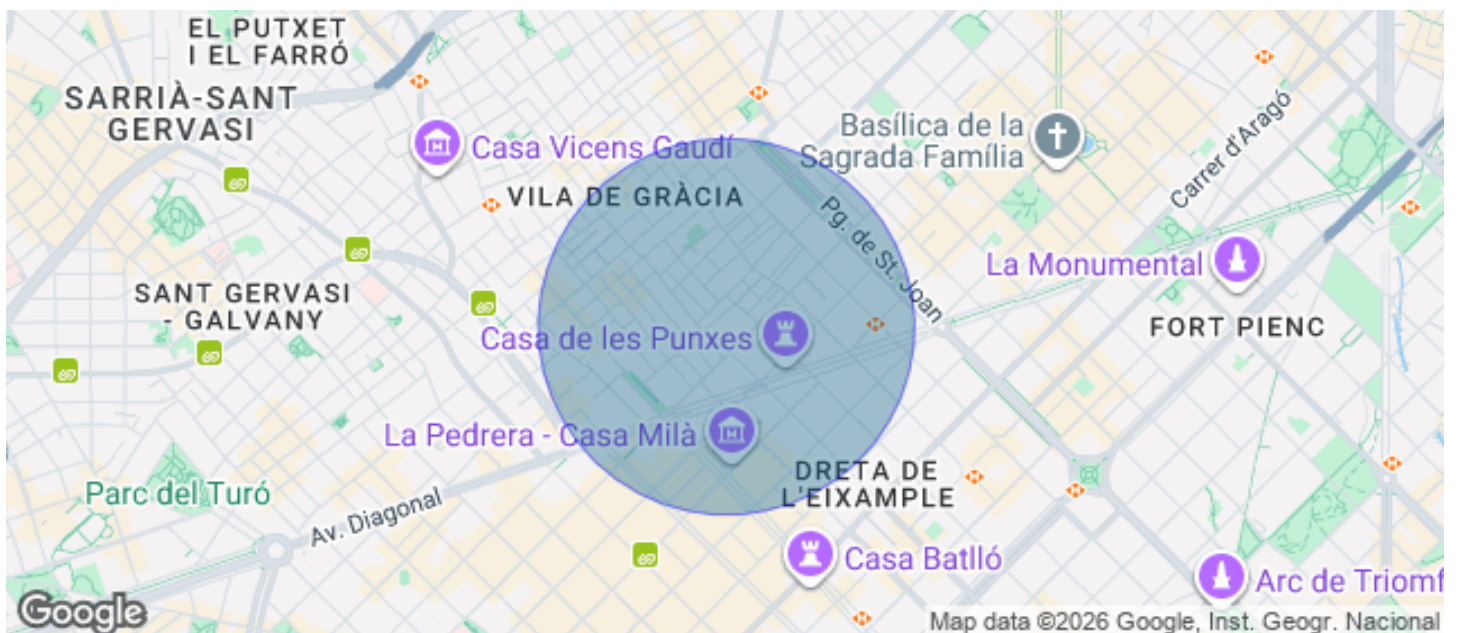 EL PUTXET
I EL FARRÓ
SARRIÀ-SANT
GERVASI
Casa Vicens Gaudí
VILA DE GRÀCIA
Basílica de la
Sagrada Família
Carrer d'Aragó
Pg. de St. Joan
La Monumental
SANT GERVASI
- GALVANY
FORT PIENC
Casa de les Punxes
La Pedrera - Casa Milà
DRETA DE
L'EIXAMPLE
Parc del Turó
Av. Diagonal
Casa Batlló
Arc de Triomf
Google
Map data ©2026 Google, Inst. Geogr. Nacional